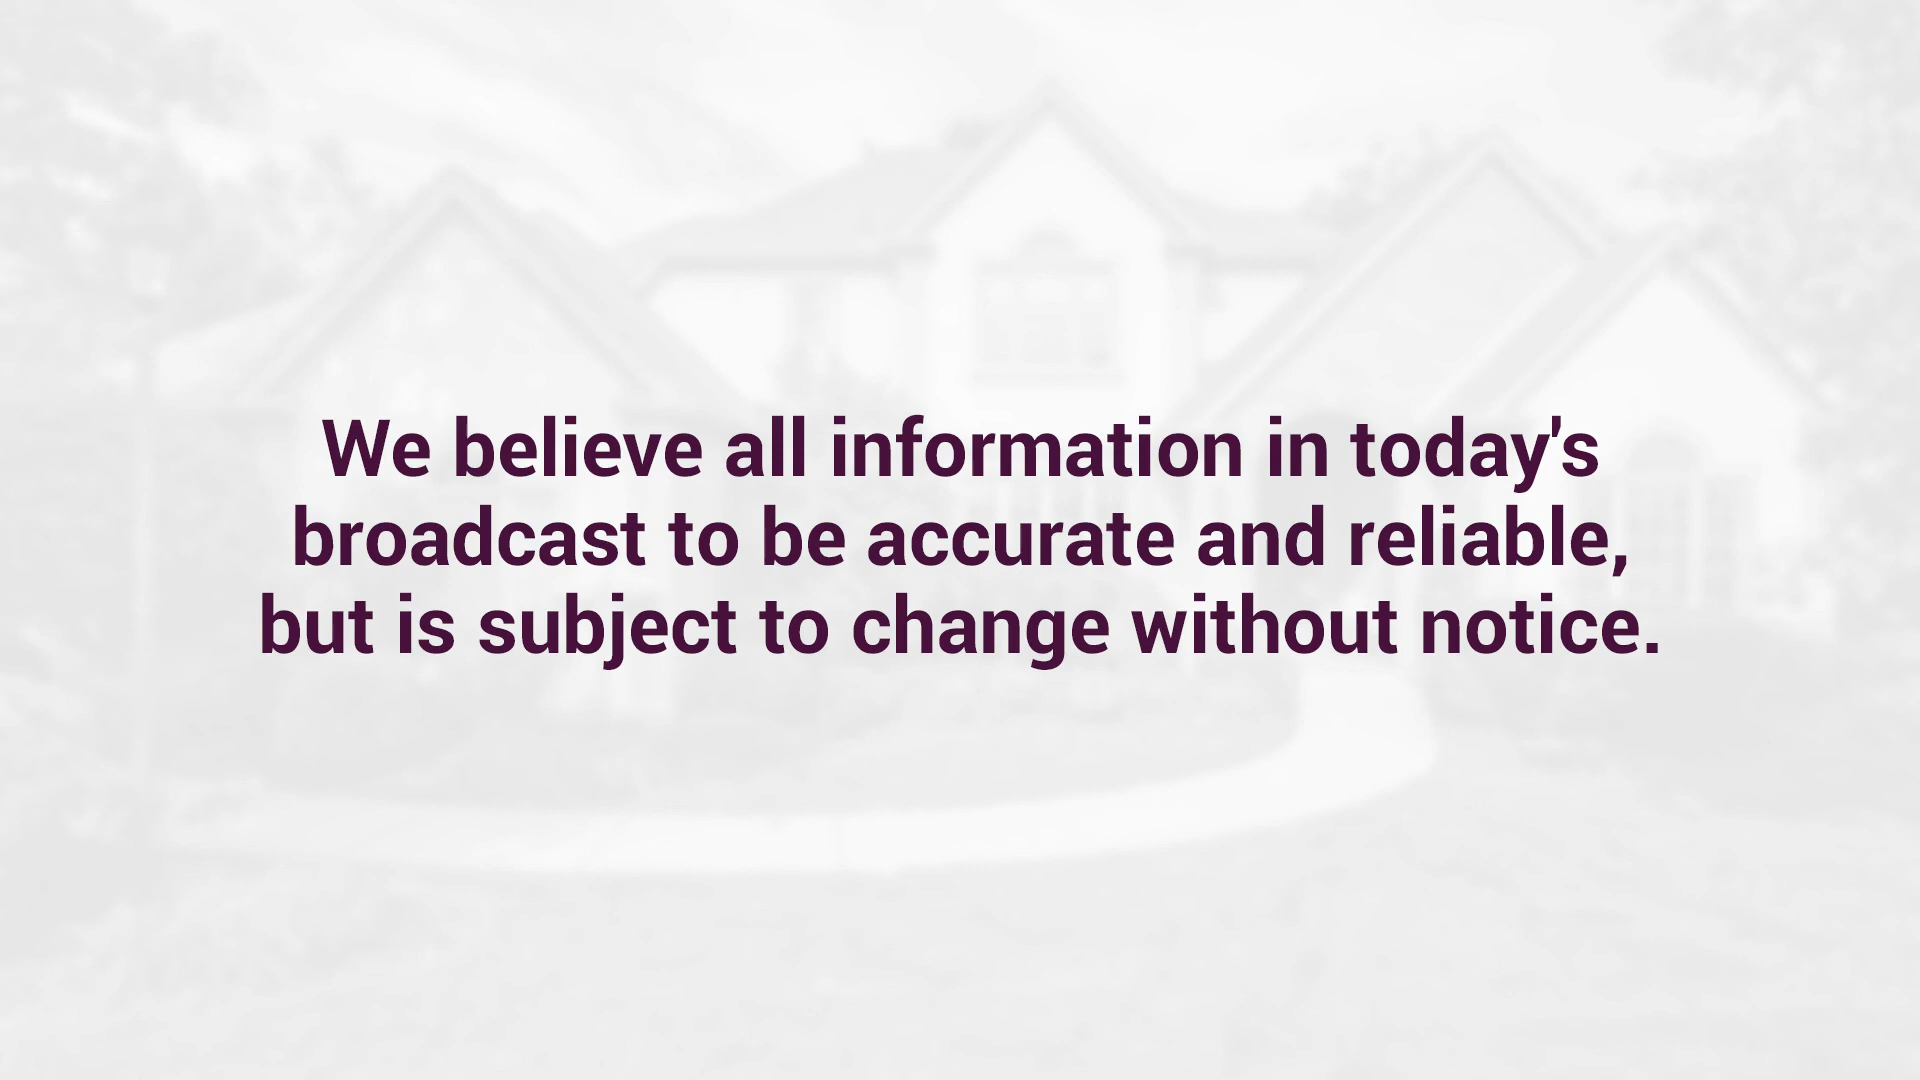 We believe all information in today's
broadcast to be accurate and reliable,
but is subject to change without notice.